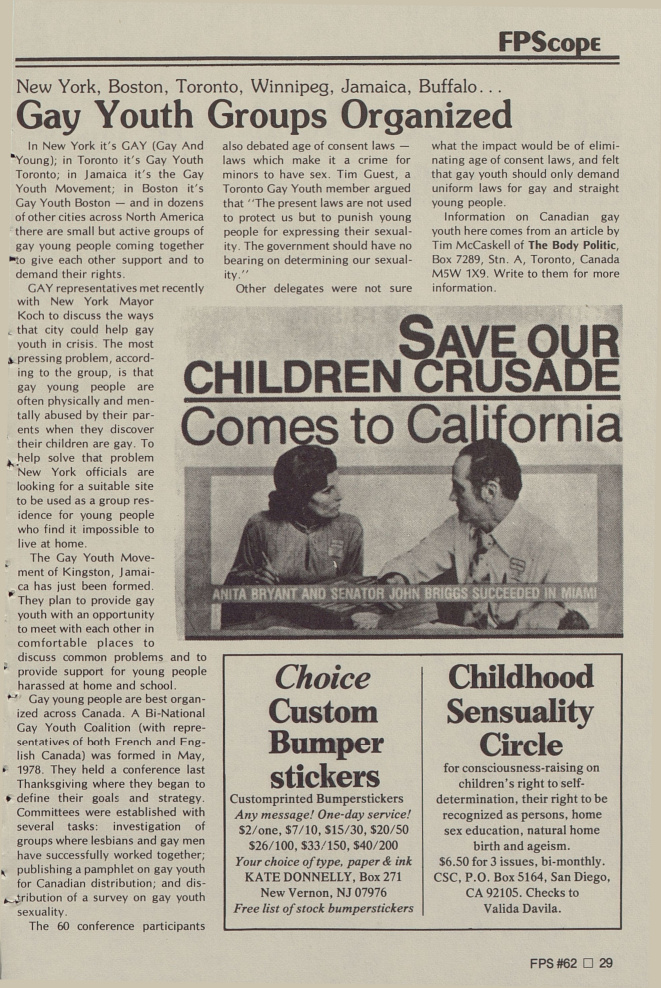 FPScope
New York, Boston, Toronto, Winnipeg, Jamaica, Buffalo...
Gay Youth Groups Organized
In New York it's GAY (Gay And
Young); in Toronto it's Gay Youth
Toronto; in Jamaica it's the Gay
Youth Movement; in Boston it's
Gay Youth Boston — and in dozens
of other cities across North America
there are small but active groups of
gay young people coming together
to give each other support and to
demand their rights.
GAY representatives met recently
with New York Mayor
Koch to discuss the ways
that city could help gay
youth in crisis. The most
pressing problem, accord-
ing to the group, is that
gay young people are
often physically and men-
tally abused by their par-
ents when they discover
their children are gay. To
help solve that problem
New York officials are
looking for a suitable site
to be used as a group res-
idence for young people
who find it impossible to
live at home.
The Gay Youth Move-
ment of Kingston, Jamai-
ca has just been formed.
They plan to provide gay
youth with an opportunity
to meet with each other in
comfortable places to
discuss common problems and to
provide support for young people
harassed at home and school.
Gay young people are best organ-
ized across Canada. A Bi-National
Gay Youth Coalition (with repre-
sentatives of both French and Eng-
lish Canada) was formed in May,
1978. They held a conference last
Thanksgiving where they began to
define their goals and strategy.
Committees were established with
several tasks: investigation of
groups where lesbians and gay men
have successfully worked together;
publishing a pamphlet on gay youth
for Canadian distribution; and dis-
tribution of a survey on gay youth
sexuality.
The 60 conference participants
also debated age of consent laws —
laws which make it a crime for
minors to have sex. Tim Guest, a
Toronto Gay Youth member argued
that "The present laws are not used
to protect us but to punish young
people for expressing their sexual-
ity. The government should have no
bearing on determining our sexual-
ity."
Other delegates were not sure
what the impact would be of elimi-
nating age of consent laws, and felt
that gay youth should only demand
uniform laws for gay and straight
young people.
Information on Canadian gay
youth here comes from an article by
Tim McCaskell of The Body Politic,
Box 7289, Stn. A, Toronto, Canada
M5W 1X9. Write to them for more
information.
SAVE OUR
CHILDREN CRUSADE
Comes to California
ANITA BRYANT AND SENATOR JOHN BRIGGS SUCCEEDED IN MIAMI
Choice
Custom
Bumper
stickers
Customprinted Bumperstickers
Any message! One-day service!
$2/one, $7/10, $15/30, $20/50
$26/100, $33/150, $40/200
Your choice of type, paper & ink
KATE DONNELLY, Box 271
New Vernon, NJ 07976
Free list of stock bumperstickers
Childhood
Sensuality
Circle
for consciousness-raising on
children's right to self-
determination, their right to be
recognized as persons, home
sex education, natural home
birth and ageism.
$6.50 for 3 issues, bi-monthly.
CSC, P.O. Box 5164, San Diego,
CA 92105. Checks to
Valida Davila.
FPS #62 □ 29